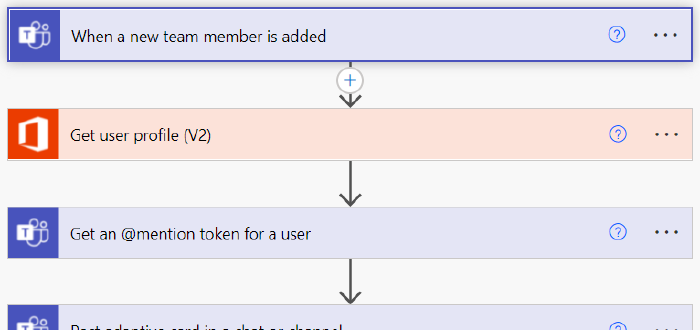 When a new team member is added
Get user profile (V2)
Get an @mention token for a user
Post adaptive card in a chat or channel